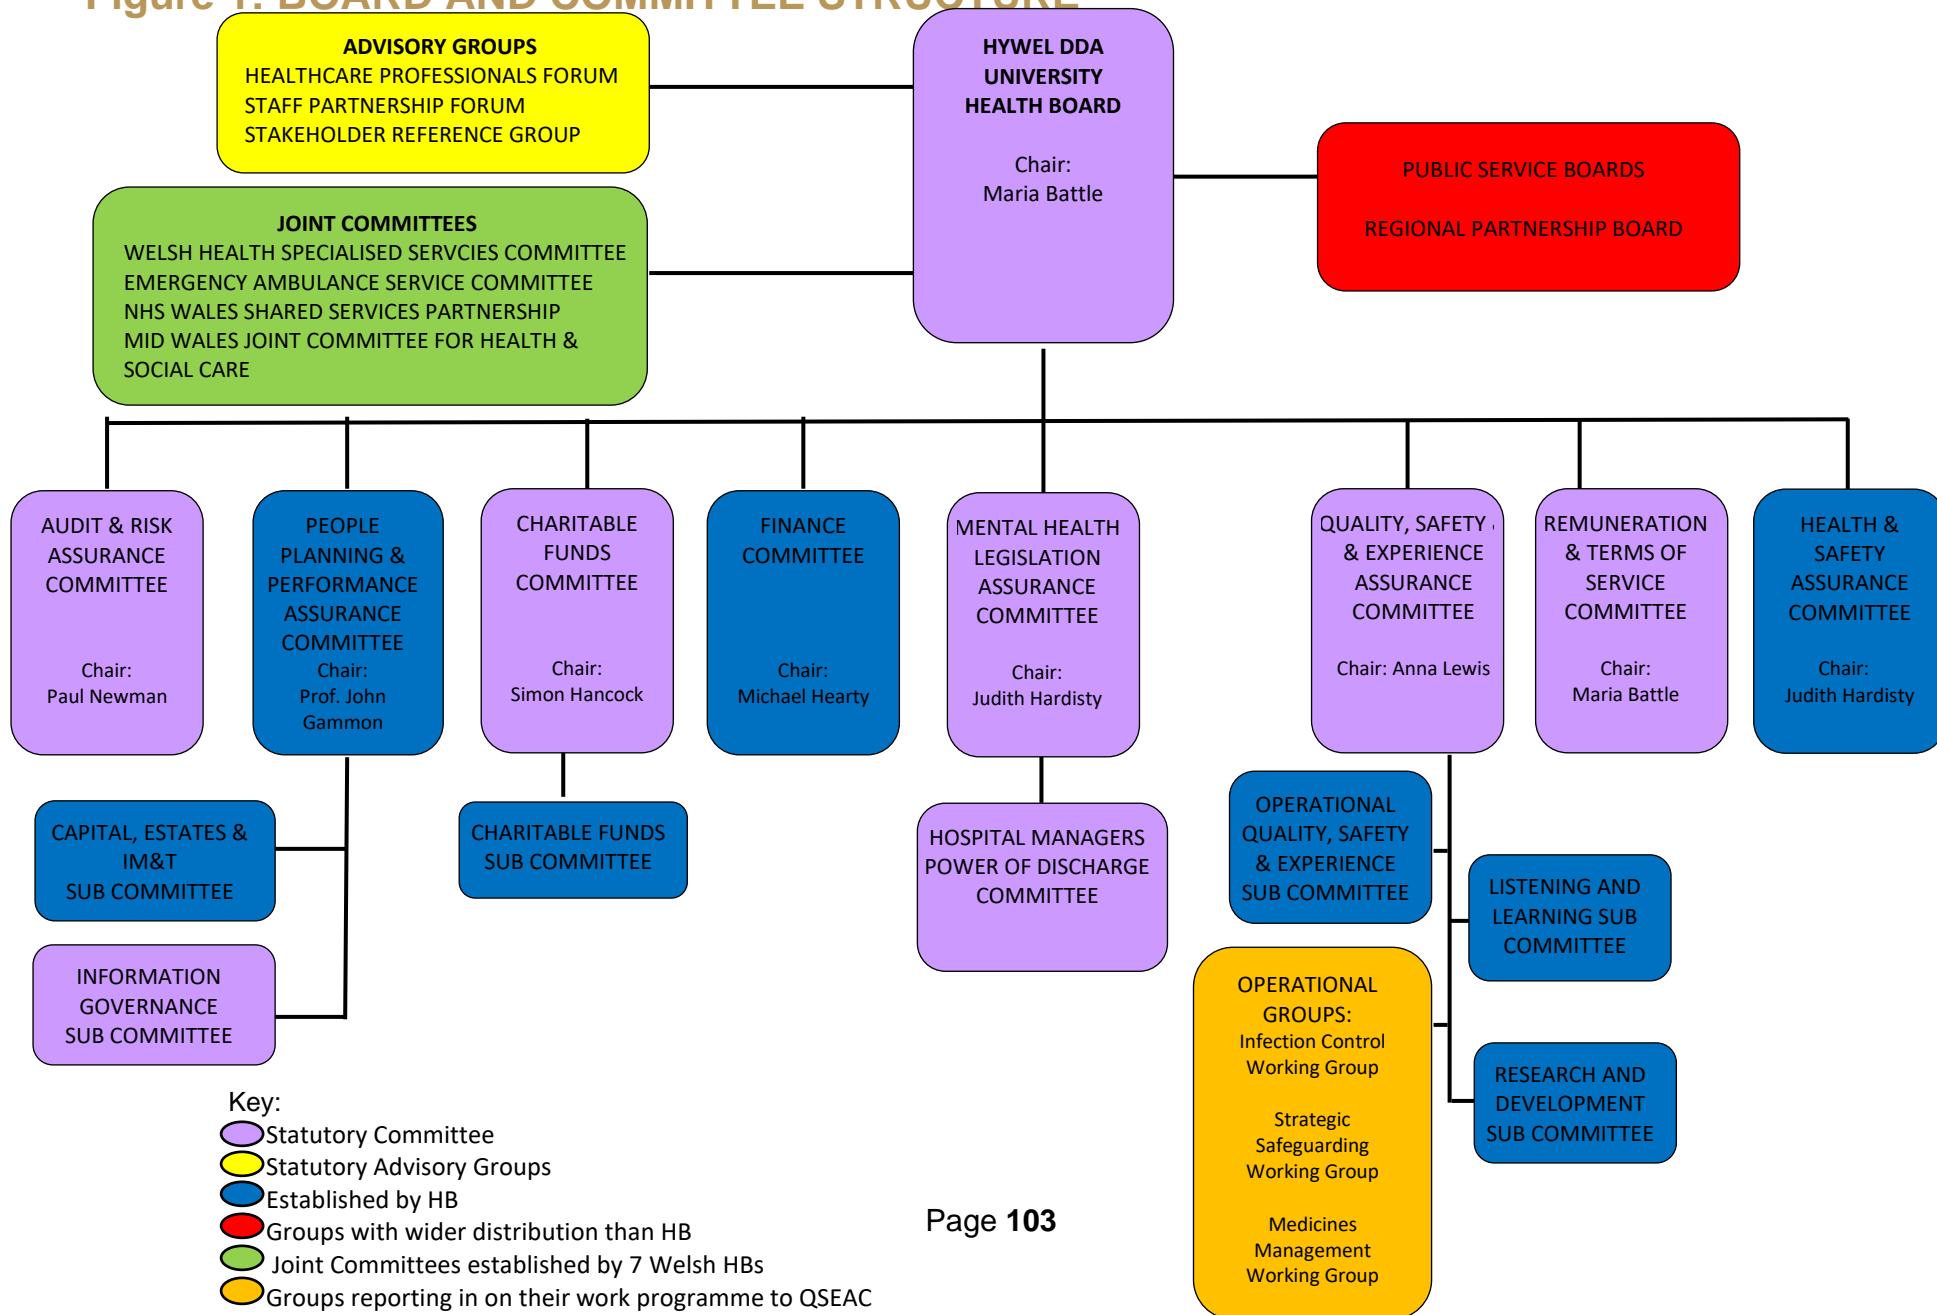 Figure 1: BOARD AND COMMITTEE STRUCTURE
ADVISORY GROUPS
HEALTHCARE PROFESSIONALS FORUM
STAFF PARTNERSHIP FORUM
STAKEHOLDER REFERENCE GROUP
HYWEL DDA
UNIVERSITY
HEALTH BOARD
Chair:
Maria Battle
PUBLIC SERVICE BOARDS
REGIONAL PARTNERSHIP BOARD
JOINT COMMITTEES
WELSH HEALTH SPECIALISED SERVCIES COMMITTEE
EMERGENCY AMBULANCE SERVICE COMMITTEE
NHS WALES SHARED SERVICES PARTNERSHIP
MID WALES JOINT COMMITTEE FOR HEALTH &
SOCIAL CARE
AUDIT & RISK
ASSURANCE
COMMITTEE
Chair:
Paul Newman
PEOPLE
PLANNING &
PERFORMANCE
ASSURANCE
COMMITTEE
Chair:
Prof. John
Gammon
CHARITABLE
FUNDS
COMMITTEE
Chair:
Simon Hancock
FINANCE
COMMITTEE
Chair:
Michael Hearty
MENTAL HEALTH
LEGISLATION
ASSURANCE
COMMITTEE
Chair:
Judith Hardisty
QUALITY, SAFETY &
& EXPERIENCE
ASSURANCE
COMMITTEE
Chair: Anna Lewis
REMUNERATION
& TERMS OF
SERVICE
COMMITTEE
Chair:
Maria Battle
HEALTH &
SAFETY
ASSURANCE
COMMITTEE
Chair:
Judith Hardisty
CAPITAL, ESTATES &
IM&T
SUB COMMITTEE
INFORMATION
GOVERNANCE
SUB COMMITTEE
CHARITABLE FUNDS
SUB COMMITTEE
HOSPITAL MANAGERS
POWER OF DISCHARGE
COMMITTEE
OPERATIONAL
QUALITY, SAFETY
& EXPERIENCE
SUB COMMITTEE
LISTENING AND
LEARNING SUB
COMMITTEE
OPERATIONAL
GROUPS:
Infection Control
Working Group
Strategic
Safeguarding
Working Group
Medicines
Management
Working Group
RESEARCH AND
DEVELOPMENT
SUB COMMITTEE
Key:
Statutory Committee
Statutory Advisory Groups
Established by HB
Groups with wider distribution than HB
Joint Committees established by 7 Welsh HBs
Groups reporting in on their work programme to QSEAC
Page 103